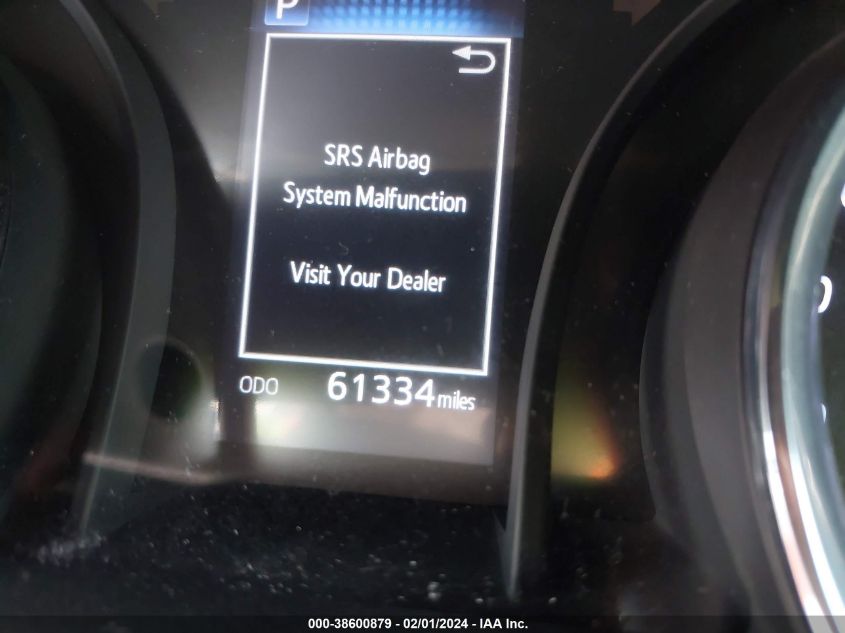 P
SRS Airbag
System Malfunction
Visit Your Dealer
ODO 61334 miles
000-38600879 - 02/01/2024 - IAA Inc.